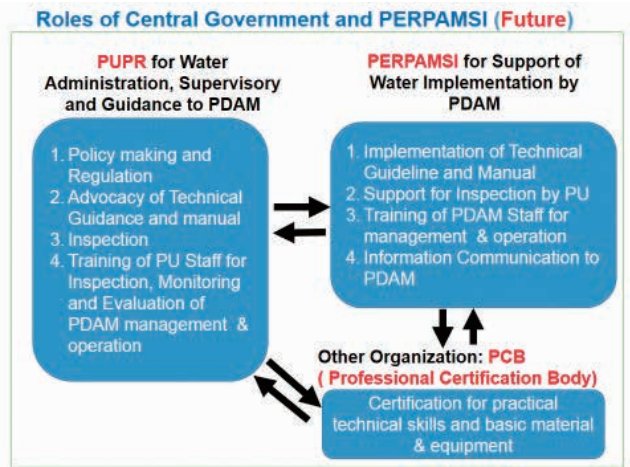 Roles of Central Government and PERPAMSI (Future)
PUPR for Water
Administration, Supervisory
and Guidance to PDAM
1. Policy making and
Regulation
2. Advocacy of Technical
Guidance and manual
3. Inspection
4. Training of PU Staff for
Inspection, Monitoring
and Evaluation of
PDAM management & 
operation
PERPAMSI for Support of
Water Implementation by
PDAM
1. Implementation of Technical
Guideline and Manual
2. Support for Inspection by PU
3. Training of PDAM Staff for
management & operation
4. Information Communication to
PDAM
Other Organization: PCB
( Professional Certification Body)
Certification for practical
technical skills and basic material
& equipment